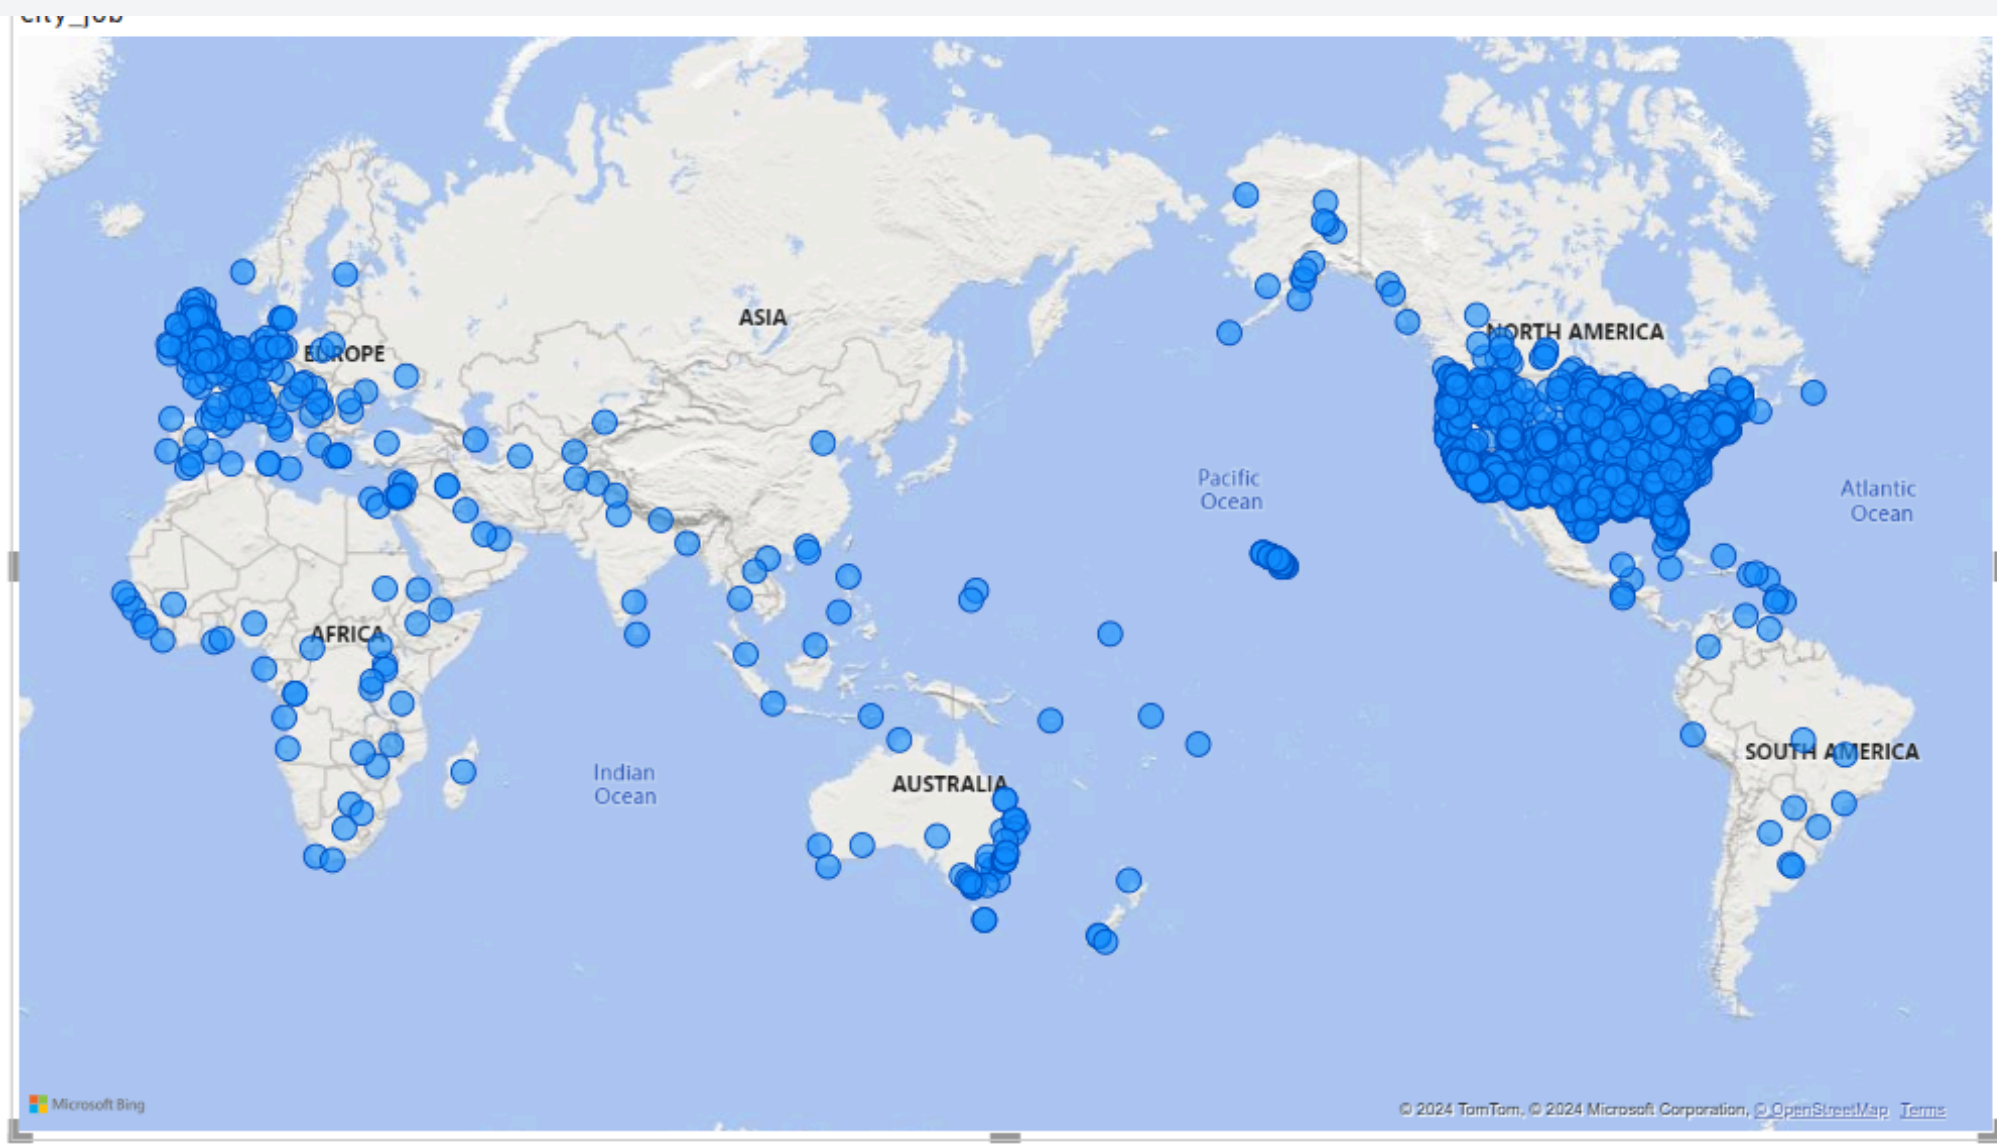 city_job
ASIA
EUROPE
NORTH AMERICA
Pacific
Ocean
Atlantic
Ocean
AFRICA
Indian
Ocean
AUSTRALIA
SOUTH AMERICA
Microsoft Bing
© 2024 TomTom, © 2024 Microsoft Corporation, © OpenStreetMap Terms